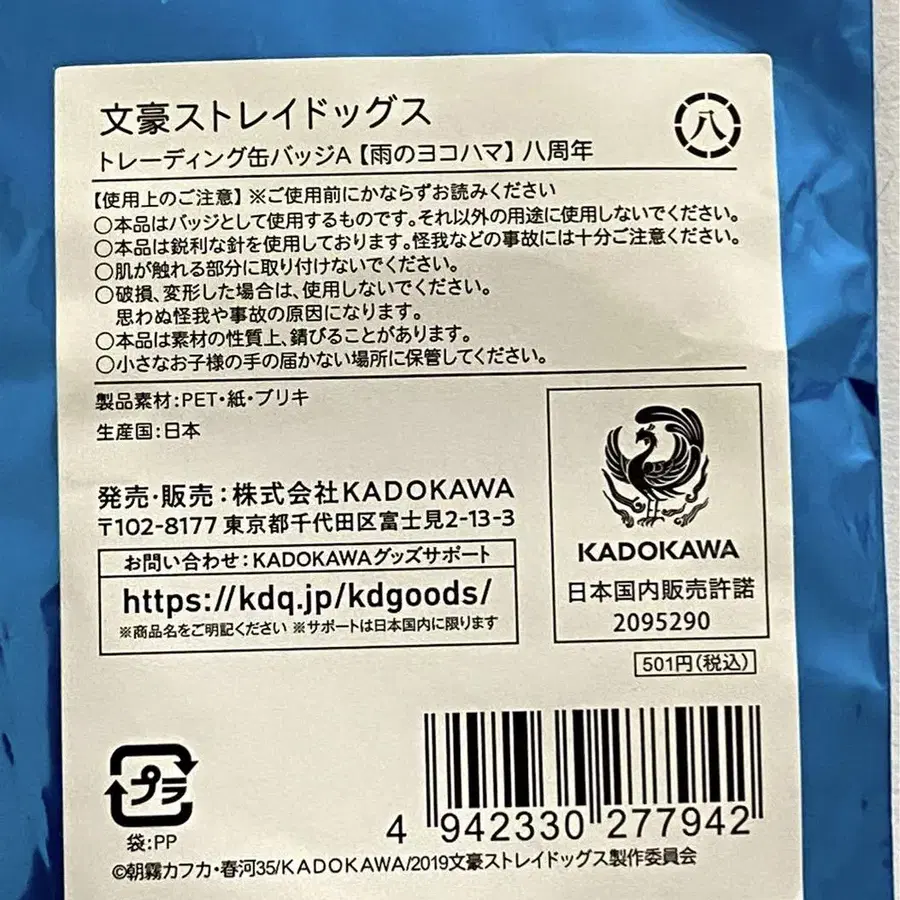 文豪ストレイドッグス
八
トレーディング缶バッジA【雨のヨコハマ】八周年
【使用上のご注意】※ご使用前にかならずお読みください
○本品はバッジとして使用するものです。それ以外の用途に使用しないでください。
○本品は鋭利な針を使用しております。怪我などの事故には十分ご注意ください。
○肌が触れる部分に取り付けないでください。
○破損、変形した場合は、使用しないでください。
思わぬ怪我や事故の原因になります。
○本品は素材の性質上、錆びることがあります。
○小さなお子様の手の届かない場所に保管してください。
製品素材:PET・紙・ブリキ
生産国:日本
発売・販売:株式会社KADOKAWA
〒102-8177 東京都千代田区富士見2-13-3
お問い合わせ:KADOKAWAグッズサポート
https://kdq.jp/kdgoods/
※商品名をご明記ください ※サポートは日本国内に限ります
KADOKAWA
日本国内販売許諾
2095290
501円(税込)
プラ
袋:PP
4 942330 277942
©朝霧カフカ・春河35/KADOKAWA/2019文豪ストレイドッグス製作委員会